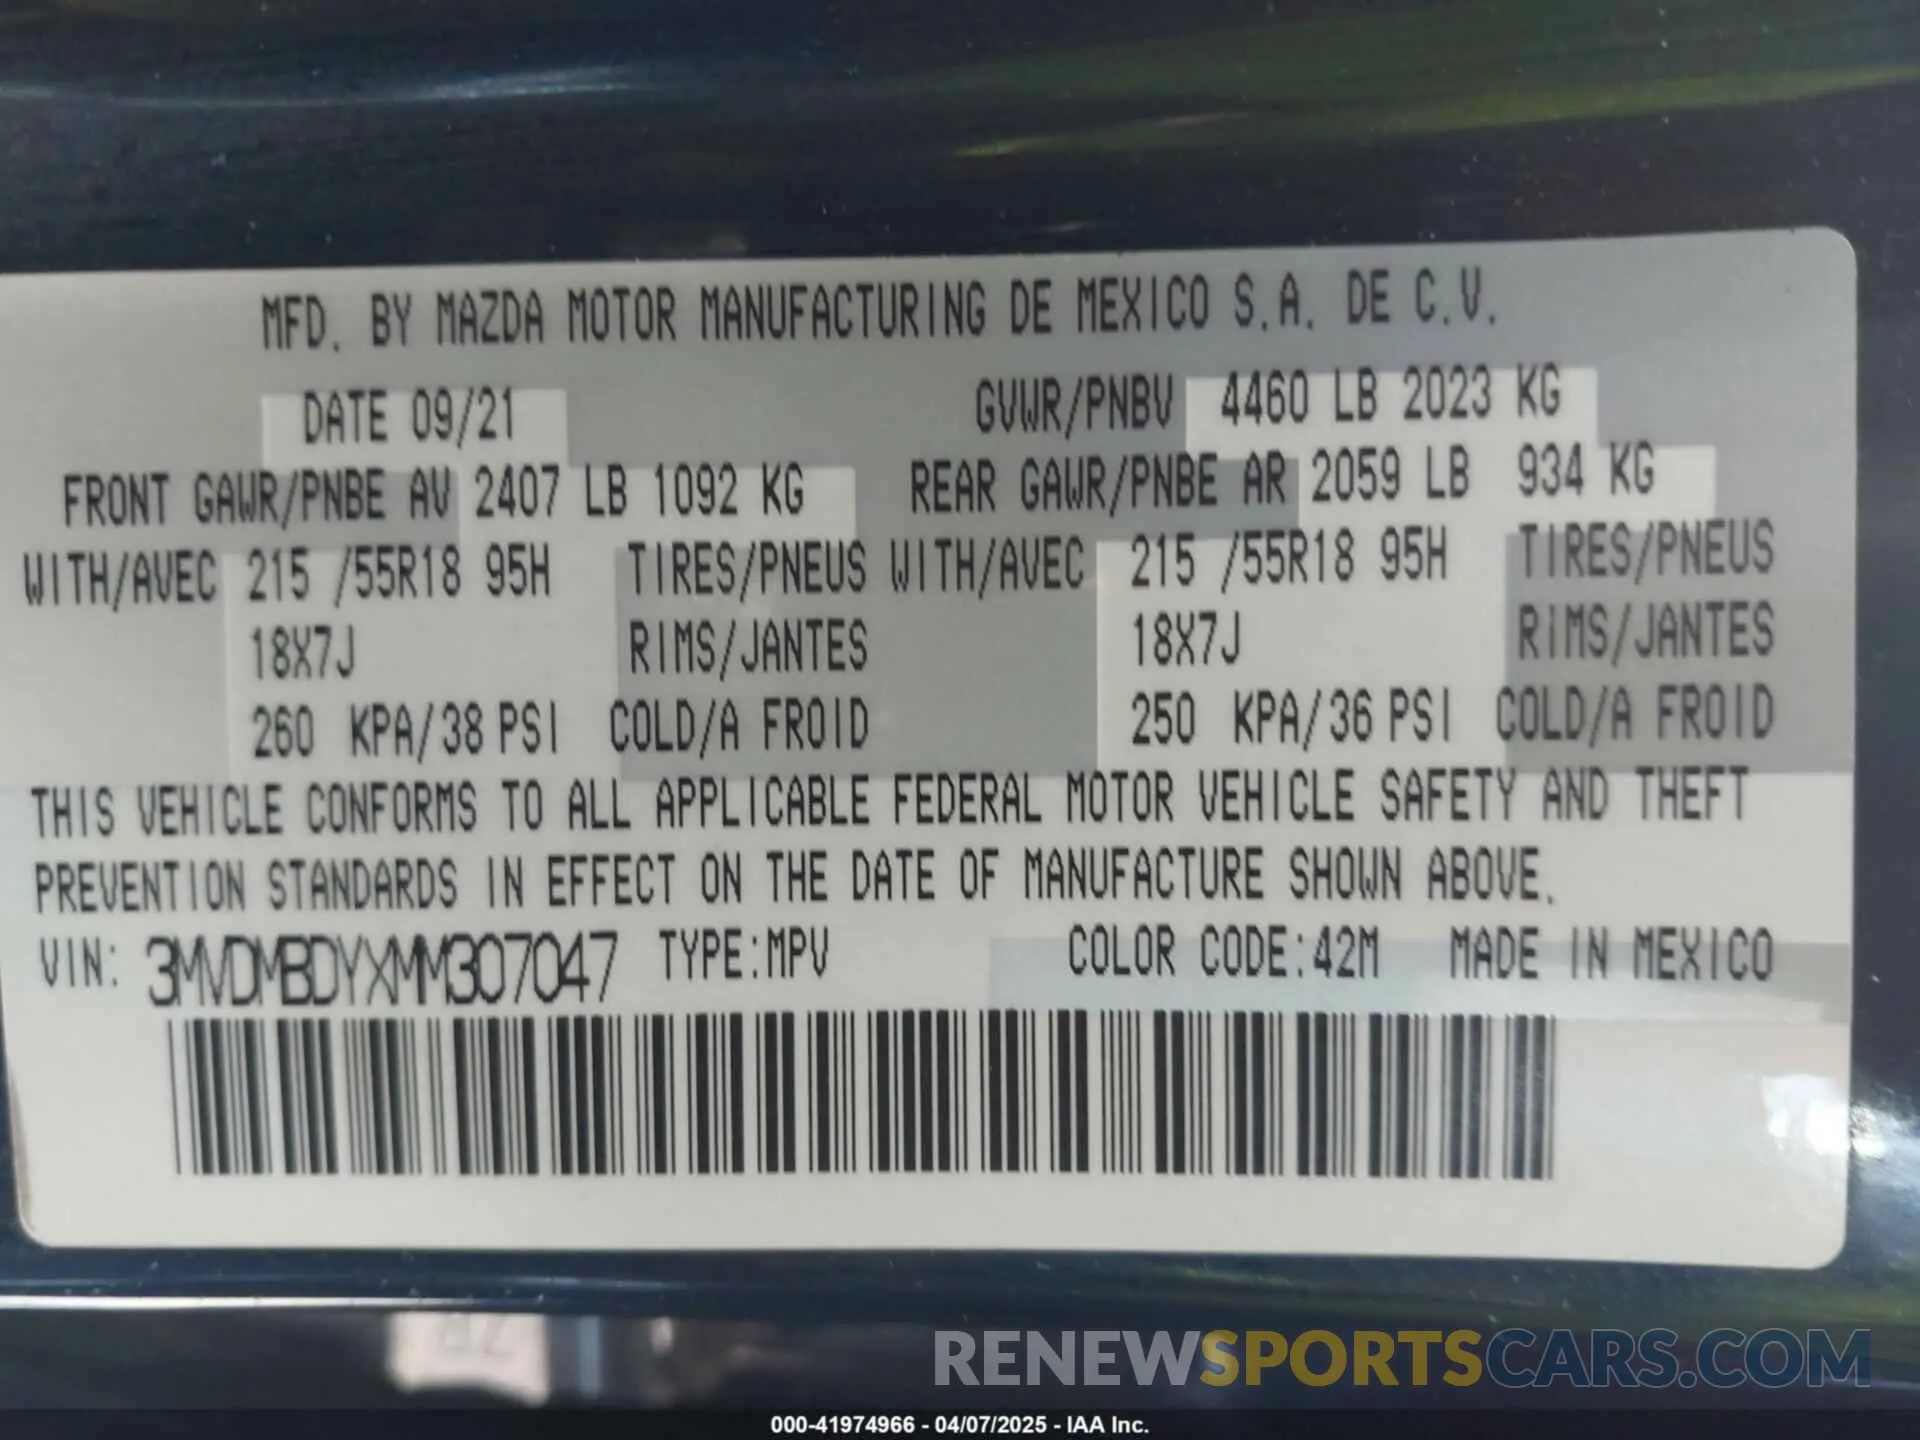 MFD. BY MAZDA MOTOR MANUFACTURING DE MEXICO S.A. DE C.V.
DATE 09/21 GVWR/PNBV 4460 LB 2023 KG
FRONT GAWR/PNBE AV 2407 LB 1092 KG REAR GAWR/PNBE AR 2059 LB 934 KG
WITH/AVEC 215 /55R18 95H TIRES/PNEUS WITH/AVEC 215 /55R18 95H TIRES/PNEUS
18X7J RIMS/JANTES 18X7J RIMS/JANTES
260 KPA/38 PSI COLD/A FROID 250 KPA/36 PSI COLD/A FROID
THIS VEHICLE CONFORMS TO ALL APPLICABLE FEDERAL MOTOR VEHICLE SAFETY AND THEFT
PREVENTION STANDARDS IN EFFECT ON THE DATE OF MANUFACTURE SHOWN ABOVE.
VIN: 3MVDMBDYXMM307047 TYPE:MPV COLOR CODE:42M MADE IN MEXICO
RENEWSPORTSCARS.COM
000-41974966 - 04/07/2025 - IAA Inc.